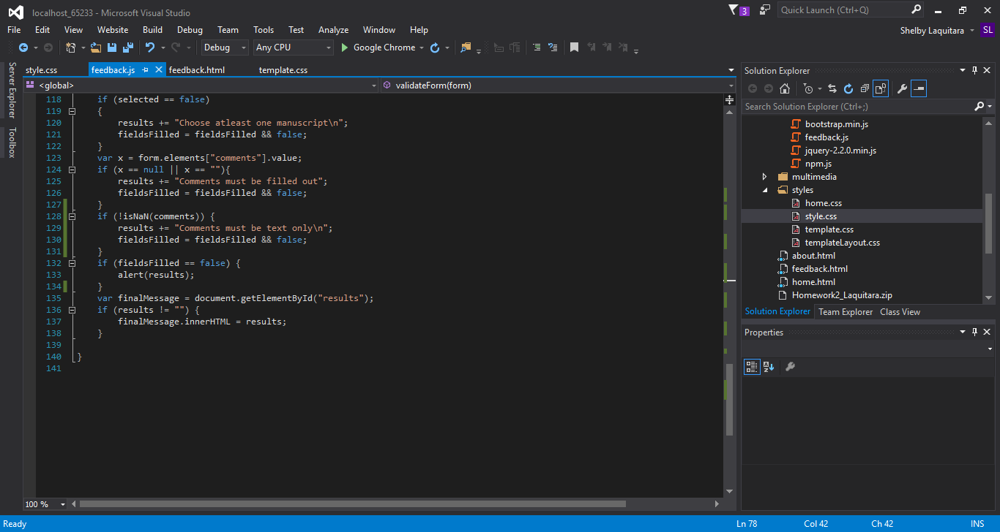 localhost_65233 - Microsoft Visual Studio
3
Quick Launch (Ctrl+Q)
File Edit View Website Build Debug Team Tools Test Analyze Window Help
Shelby Laquitara SL
Debug Any CPU Google Chrome
Server Explorer
Toolbox
style.css feedback.js feedback.html template.css
<global> validateForm(form)
118 if (selected == false)
119 {
120 results += "Choose atleast one manuscript\n";
121 fieldsFilled = fieldsFilled && false;
122 }
123 var x = form.elements["comments"].value;
124 if (x == null || x == ""){
125 results += "Comments must be filled out";
126 fieldsFilled = fieldsFilled && false;
127 }
128 if (!isNaN(comments)) {
129 results += "Comments must be text only\n";
130 fieldsFilled = fieldsFilled && false;
131 }
132 if (fieldsFilled == false) {
133 alert(results);
134 }
135 var finalMessage = document.getElementById("results");
136 if (results != "") {
137 finalMessage.innerHTML = results;
138 }
139
140 }
141
100 %
Solution Explorer
Search Solution Explorer (Ctrl+;)
bootstrap.min.js
feedback.js
jquery-2.2.0.min.js
npm.js
multimedia
styles
home.css
style.css
template.css
templateLayout.css
about.html
feedback.html
home.html
Homework2_Laquitara.zip
Solution Explorer Team Explorer Class View
Properties
Ready Ln 78 Col 42 Ch 42 INS